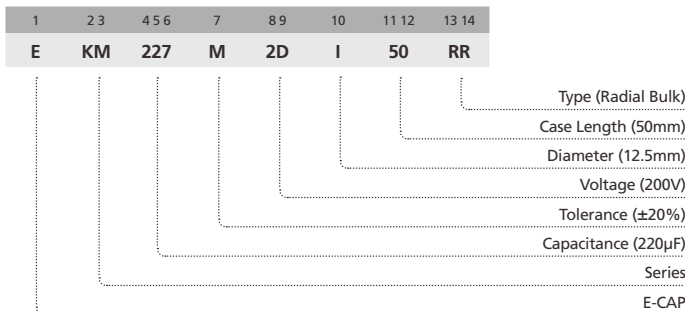 1 2 3 4 5 6 7 8 9 10 11 12 13 14
E KM 227 M 2D I 50 RR
Type (Radial Bulk)
Case Length (50mm)
Diameter (12.5mm)
Voltage (200V)
Tolerance (±20%)
Capacitance (220μF)
Series
E-CAP